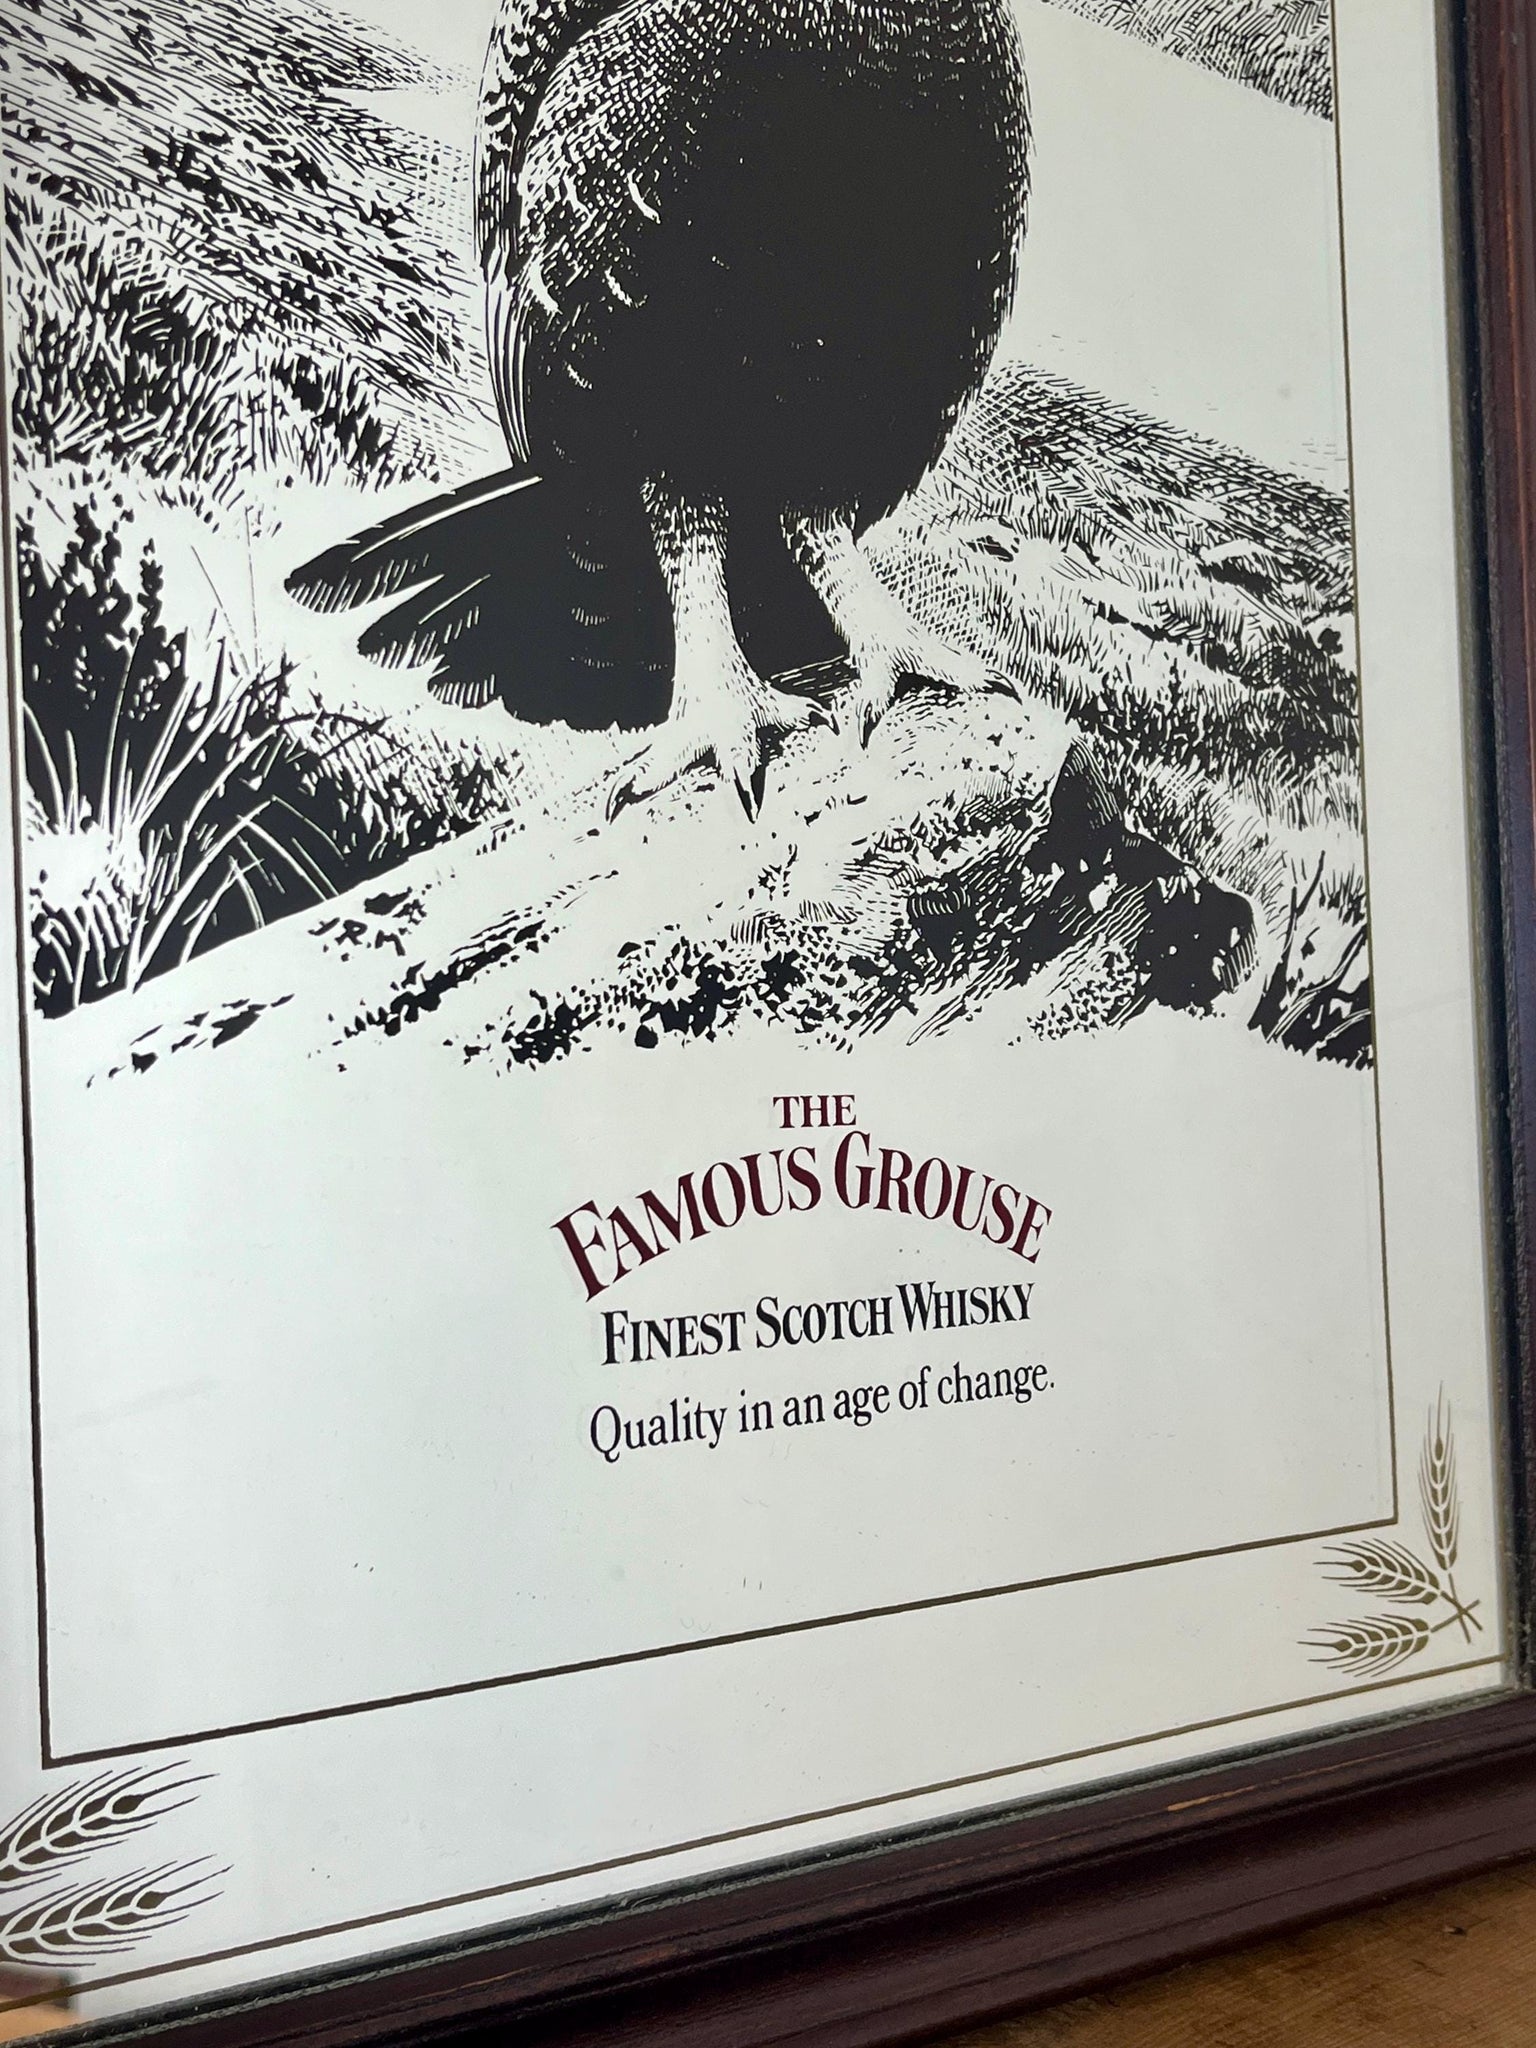 J.R.M
THE
FAMOUS GROUSE
FINEST SCOTCH WHISKY
Quality in an age of change.